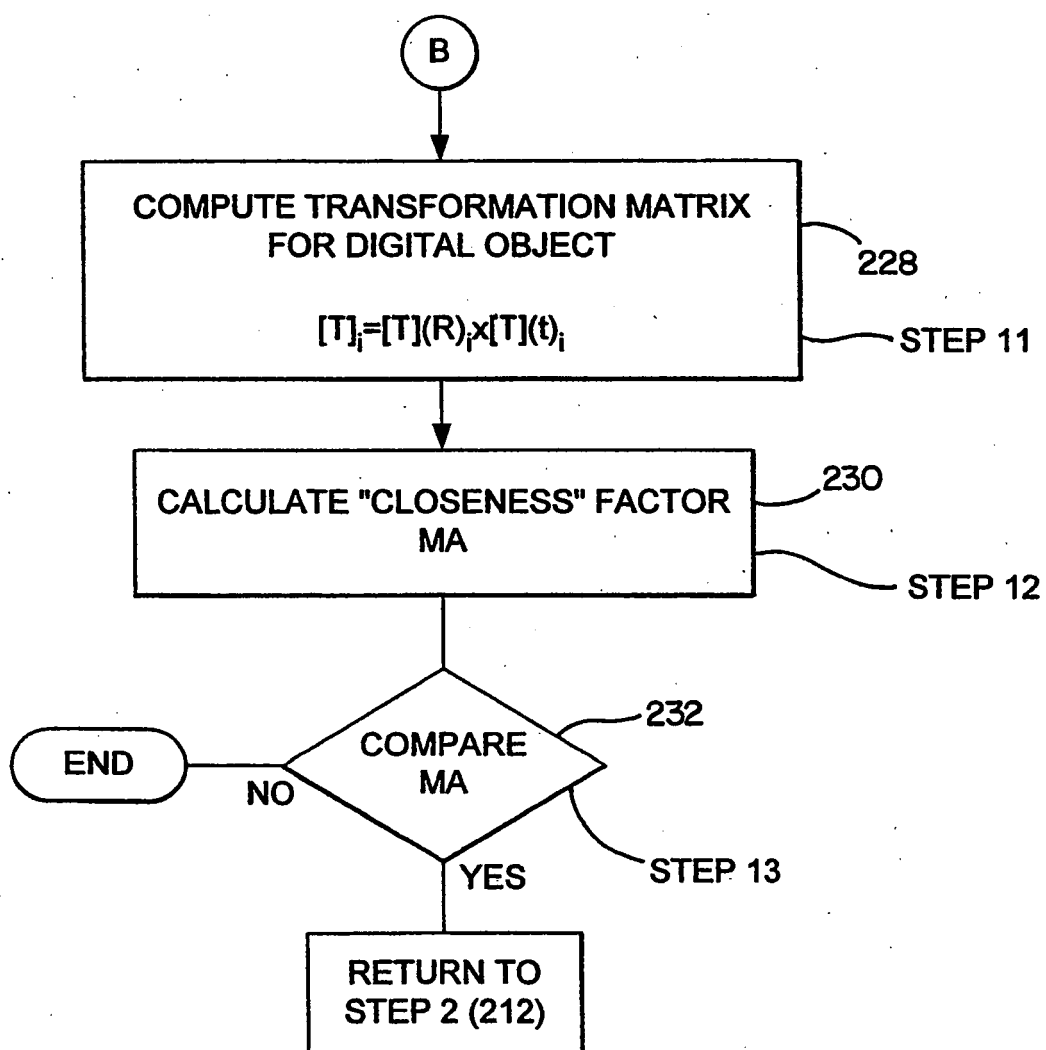 B
COMPUTE TRANSFORMATION MATRIX
FOR DIGITAL OBJECT
228
[T]i=[T](R)ix[T](t)i
STEP 11
CALCULATE "CLOSENESS" FACTOR
MA
230
STEP 12
232
COMPARE
MA
END
NO
YES
STEP 13
RETURN TO
STEP 2 (212)